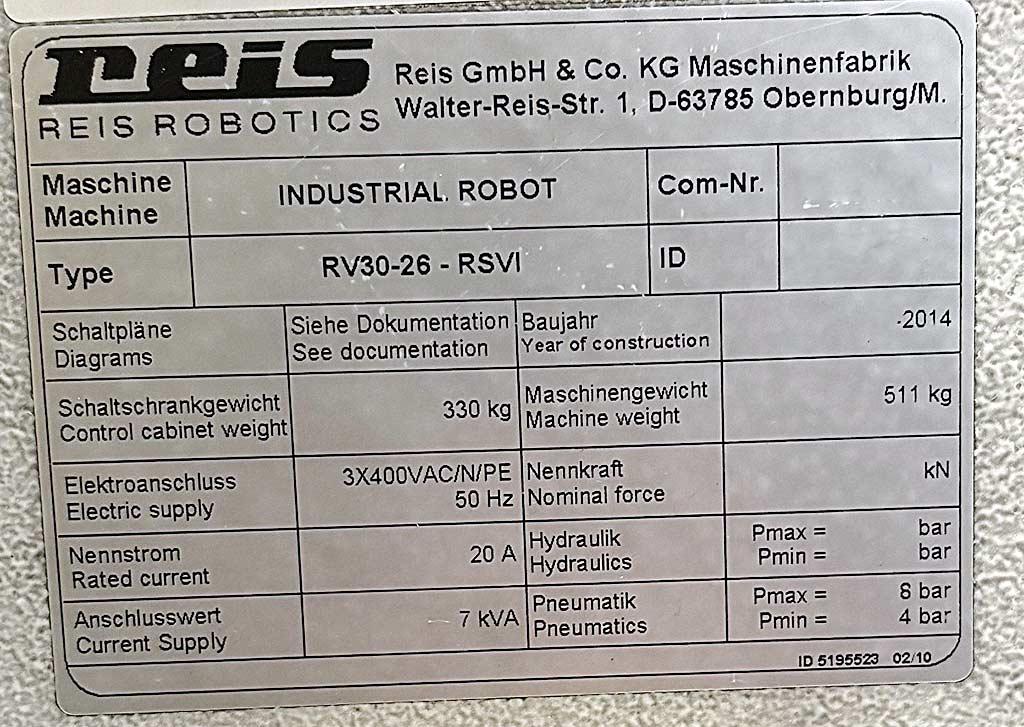 reis
REIS ROBOTICS
Reis GmbH & Co. KG Maschinenfabrik
Walter-Reis-Str. 1, D-63785 Obernburg/M.
Maschine
Machine
INDUSTRIAL ROBOT
Com-Nr.
Type
RV30-26 - RSVI
ID
Schaltpläne
Diagrams
Siehe Dokumentation
See documentation
Baujahr
Year of construction
-2014
Schaltschrankgewicht
Control cabinet weight
330 kg
Maschinengewicht
Machine weight
511 kg
Elektroanschluss
Electric supply
3X400VAC/N/PE
50 Hz
Nennkraft
Nominal force
kN
Nennstrom
Rated current
20 A
Hydraulik
Hydraulics
Pmax = bar
Pmin = bar
Anschlusswert
Current Supply
7 kVA
Pneumatik
Pneumatics
Pmax = 8 bar
Pmin = 4 bar
ID 5195523 02/10